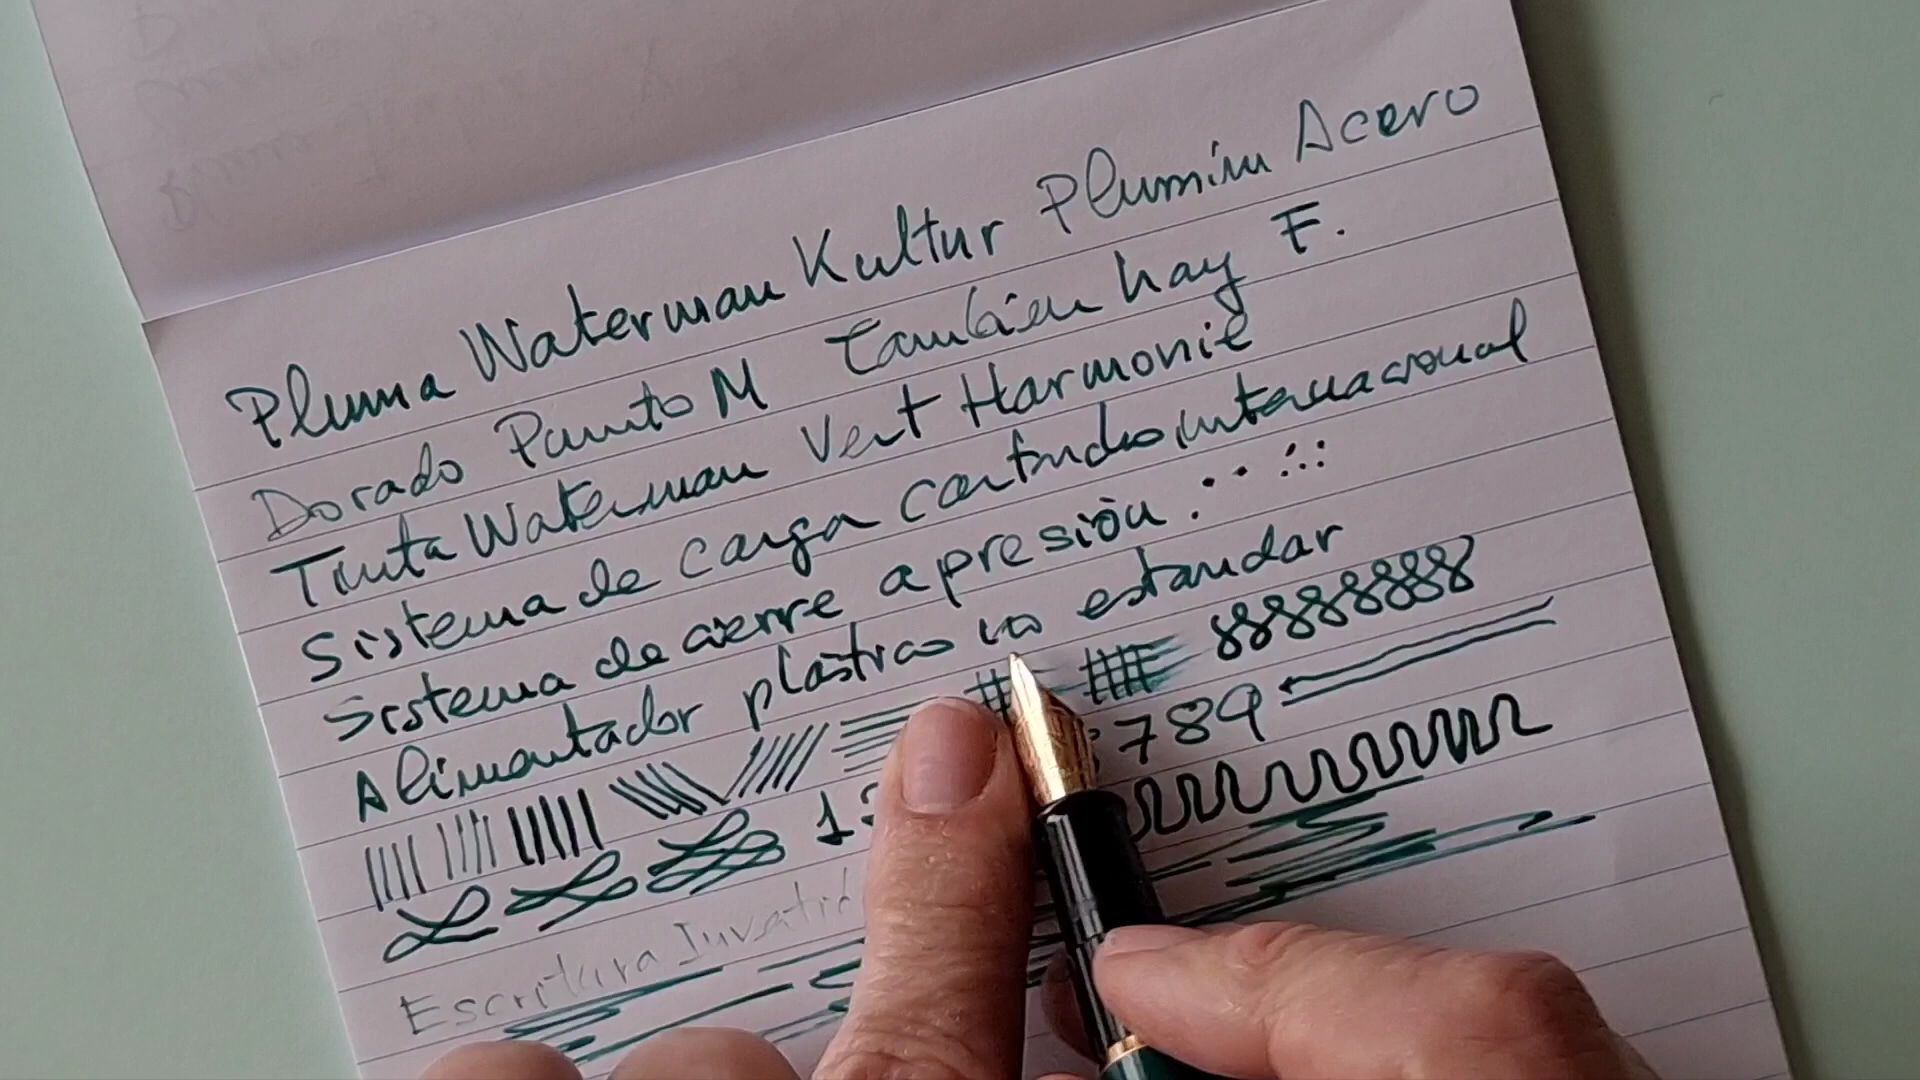 Pluma Waterman Kultur Plumín Acero
Dorado Punto M También hay F.
Tinta Waterman Vert Harmonie
Sistema de carga cartucho internacional
Sistema de cierre a presión
Alimentador plástico no estandar
88888888
1 789
Escritura